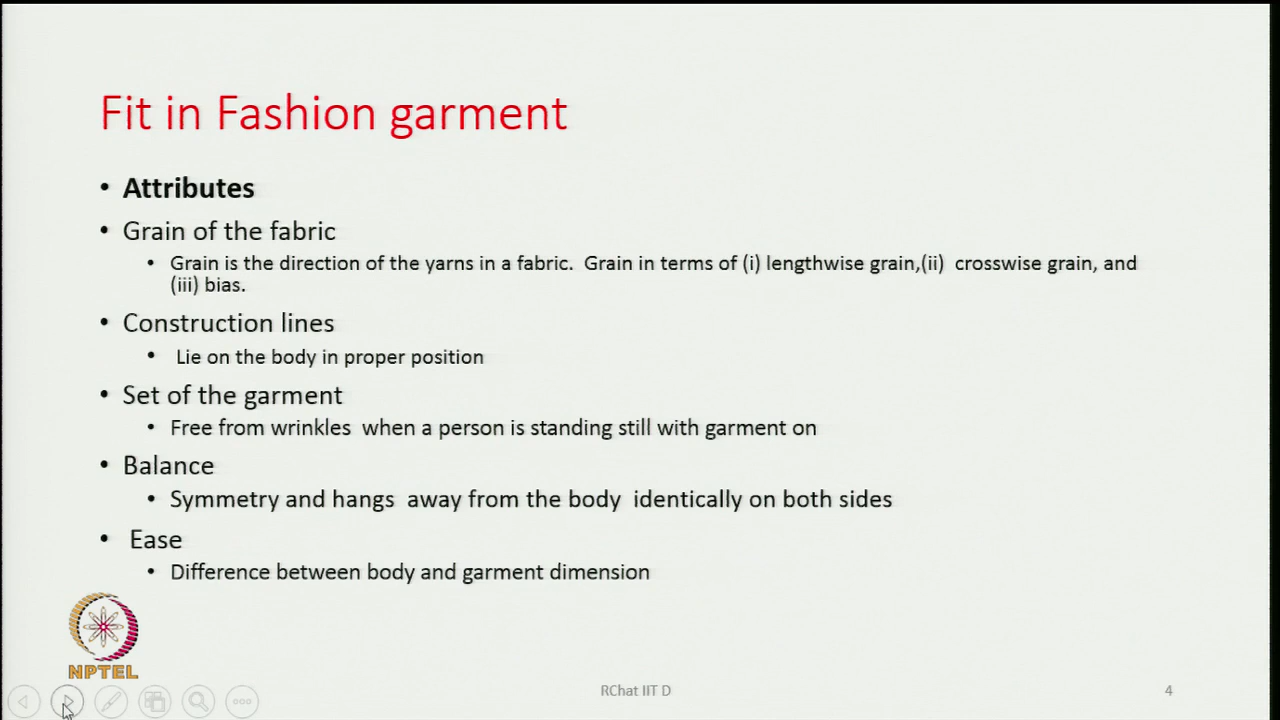 Fit in Fashion garment
• Attributes
• Grain of the fabric
• Grain is the direction of the yarns in a fabric. Grain in terms of (i) lengthwise grain,(ii) crosswise grain, and
(iii) bias.
• Construction lines
• Lie on the body in proper position
• Set of the garment
• Free from wrinkles when a person is standing still with garment on
• Balance
• Symmetry and hangs away from the body identically on both sides
• Ease
• Difference between body and garment dimension
NPTEL
RChat IIT D
4